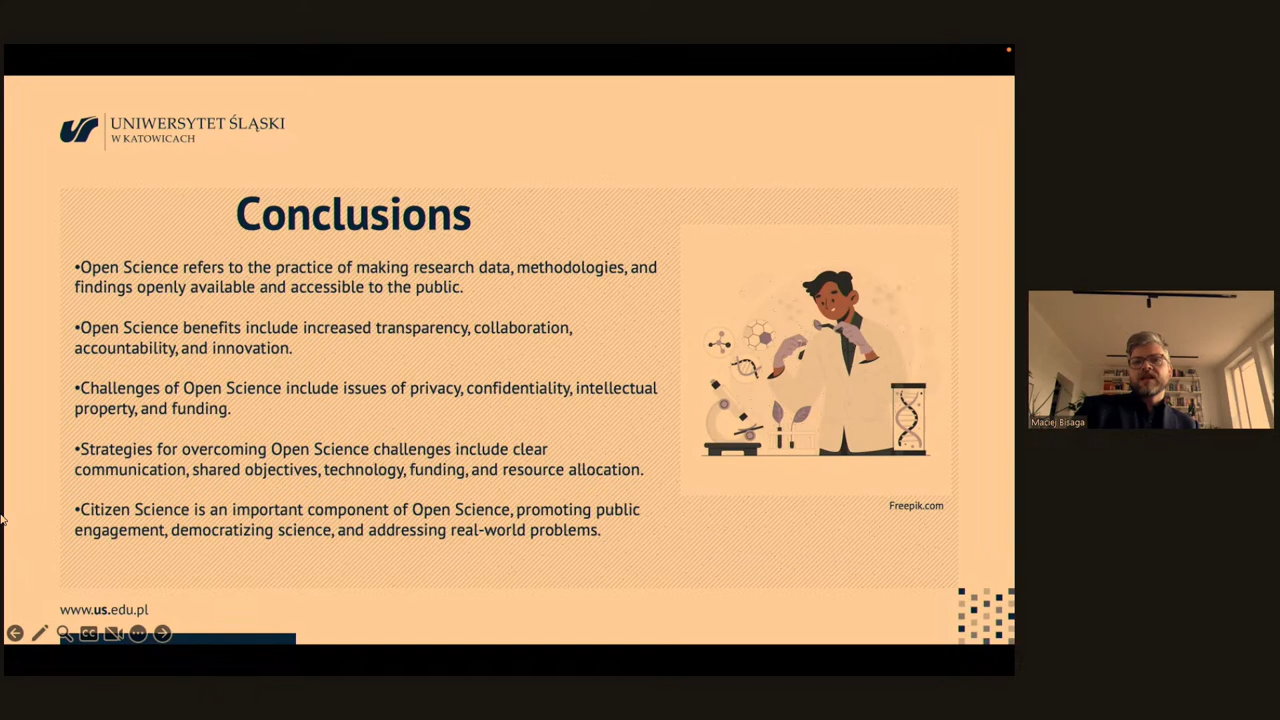 UNIWERSYTET ŚLĄSKI
W KATOWICACH
Conclusions
•Open Science refers to the practice of making research data, methodologies, and
findings openly available and accessible to the public.
•Open Science benefits include increased transparency, collaboration,
accountability, and innovation.
•Challenges of Open Science include issues of privacy, confidentiality, intellectual
property, and funding.
•Strategies for overcoming Open Science challenges include clear
communication, shared objectives, technology, funding, and resource allocation.
•Citizen Science is an important component of Open Science, promoting public
engagement, democratizing science, and addressing real-world problems.
Freepik.com
www.us.edu.pl
CC
Maciej Bisaga